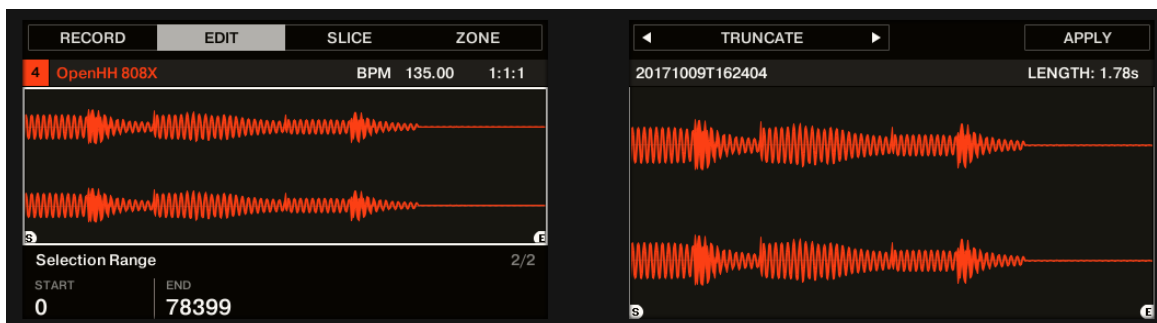 RECORD EDIT SLICE ZONE
4 OpenHH 808X BPM 135.00 1:1:1
S E
Selection Range 2/2
START END
0 78399
◀ TRUNCATE ▶ APPLY
20171009T162404 LENGTH: 1.78s
S E